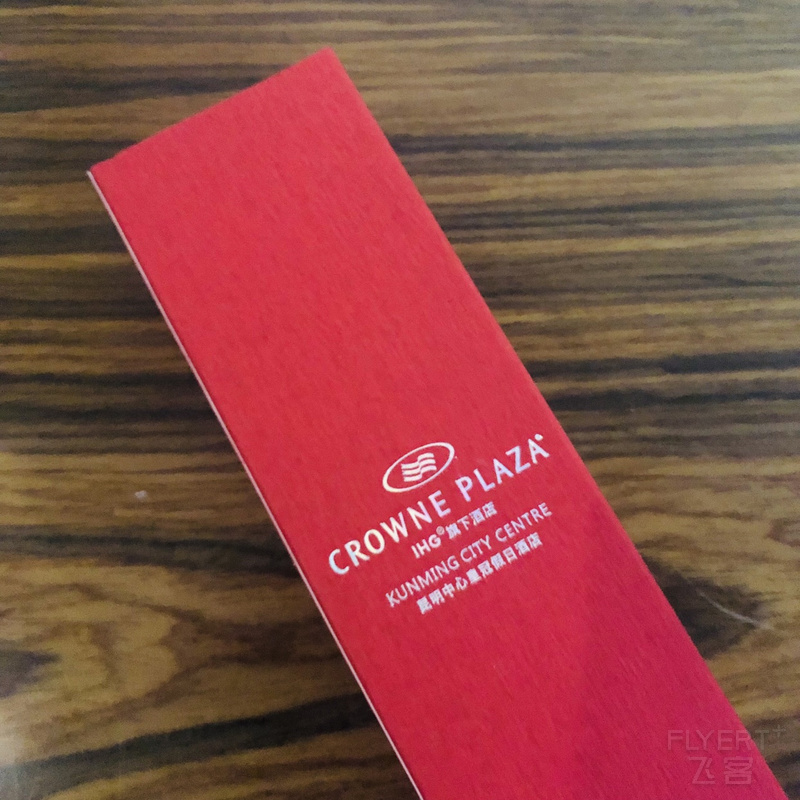 CROWNE PLAZA
IHG®旗下酒店
KUNMING CITY CENTRE
昆明中心皇冠假日酒店
FLYERT+
飞客